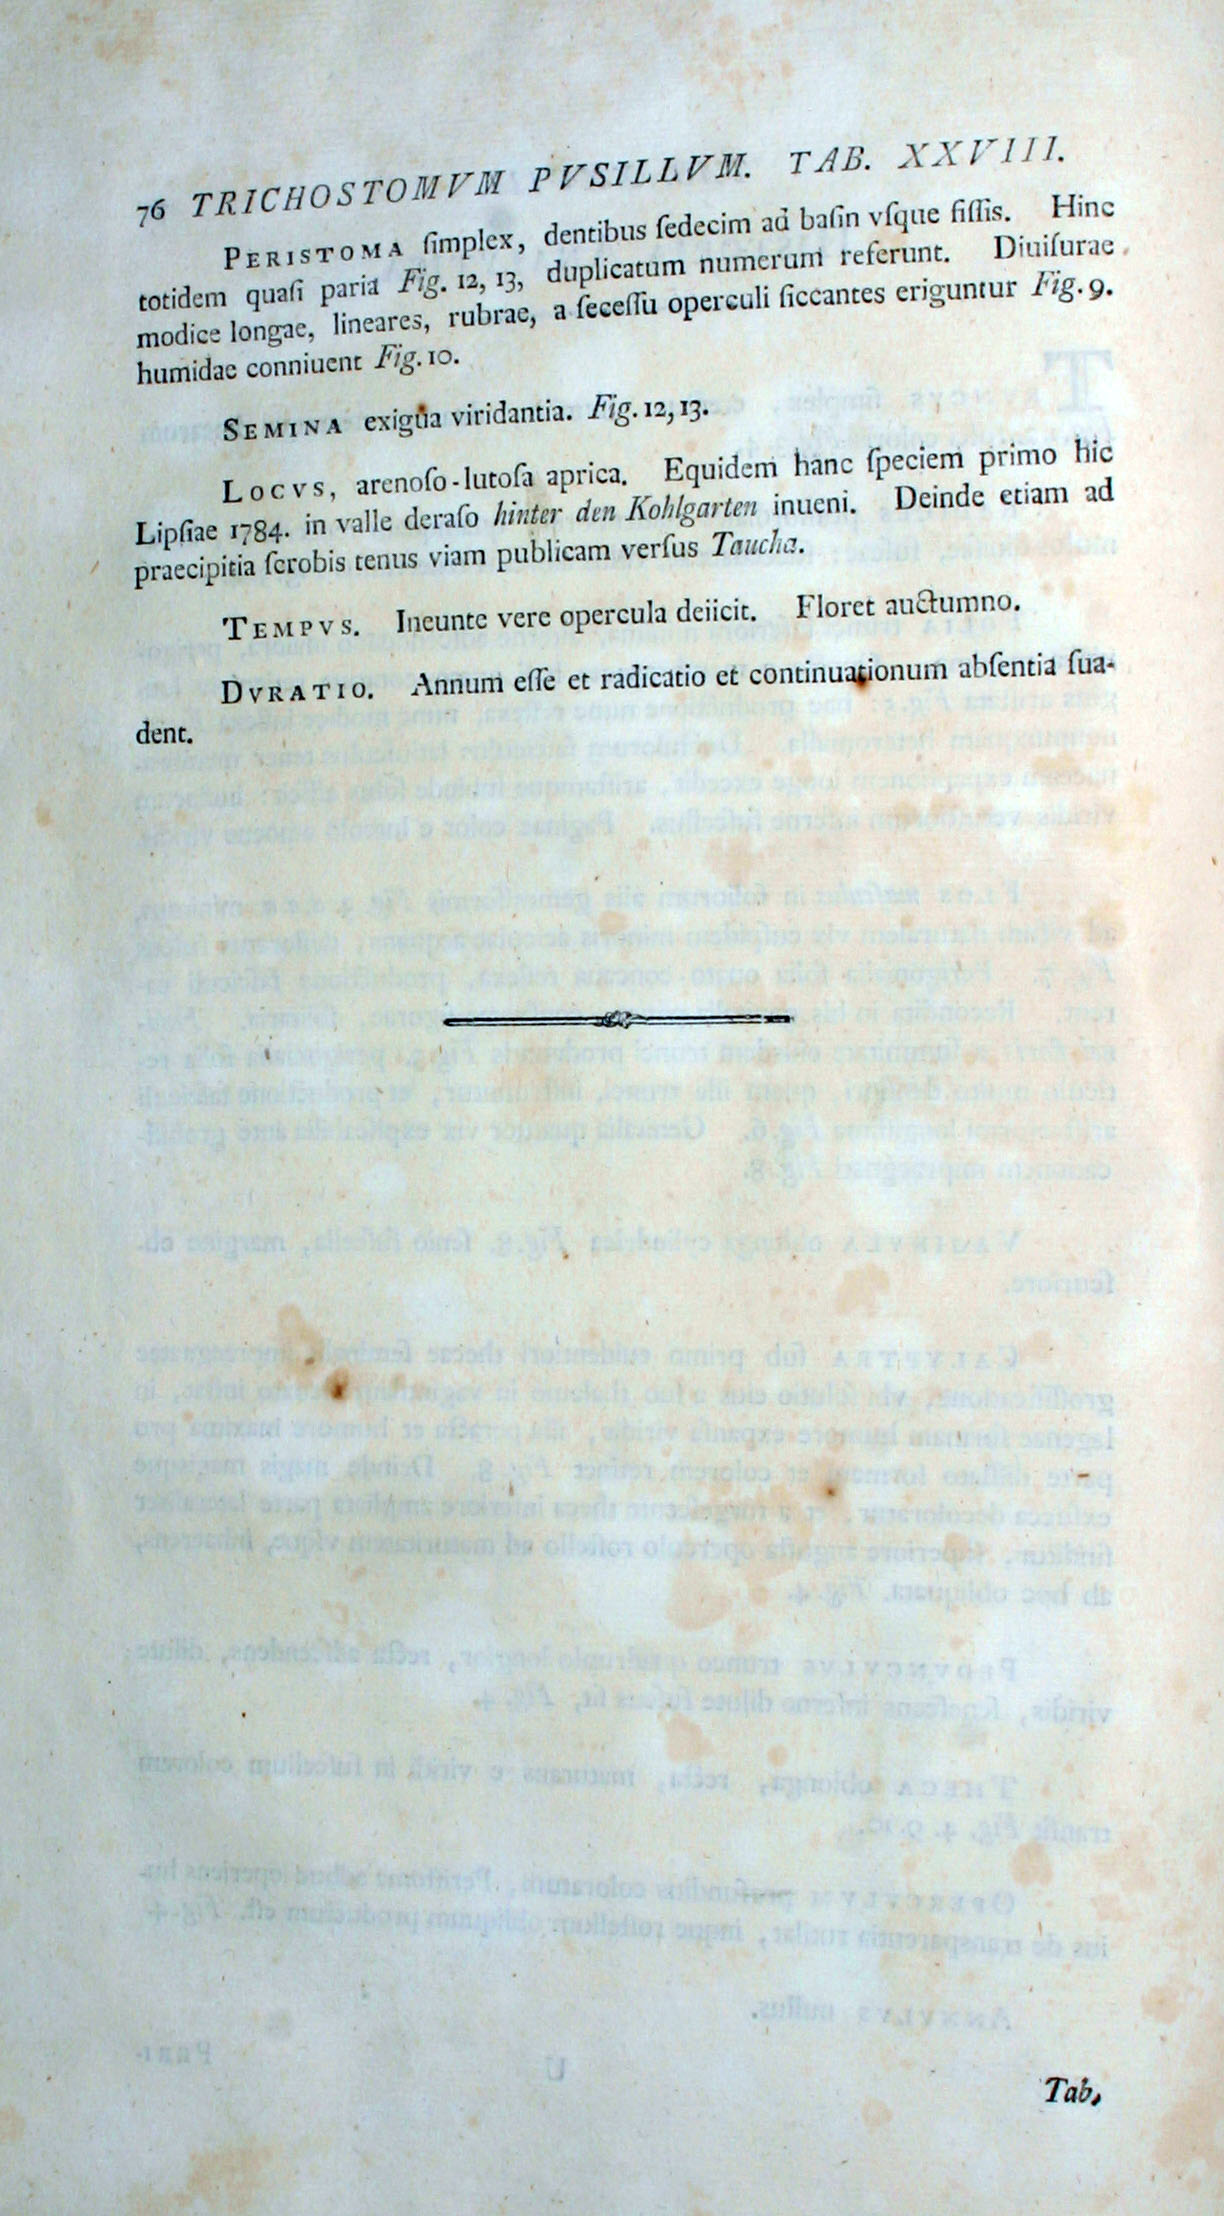 76 TRICHOSTOMVM PVSILLVM. TAB. XXVIII.
PERISTOMA ſimplex, dentibus ſedecim ad baſin vſque fiſſis. Hinc
totidem quaſi paria Fig. 12, 13, duplicatum numerum referunt. Diuiſurae
modice longae, lineares, rubrae, a ſeceſſu operculi ſiccantes eriguntur Fig. 9.
humidae conniuent Fig. 10.
SEMINA exigua viridantia. Fig. 12, 13.
LOCVS, arenoſo-lutoſa aprica. Equidem hanc ſpeciem primo hic
Lipſiae 1784. in valle deraſo hinter den Kohlgarten inueni. Deinde etiam ad
praecipitia ſcrobis tenus viam publicam verſus Taucha.
TEMPVS. Ineunte vere opercula deiicit. Floret auctumno.
DVRATIO. Annum eſſe et radicatio et continuationum abſentia ſua-
dent.
Tab.